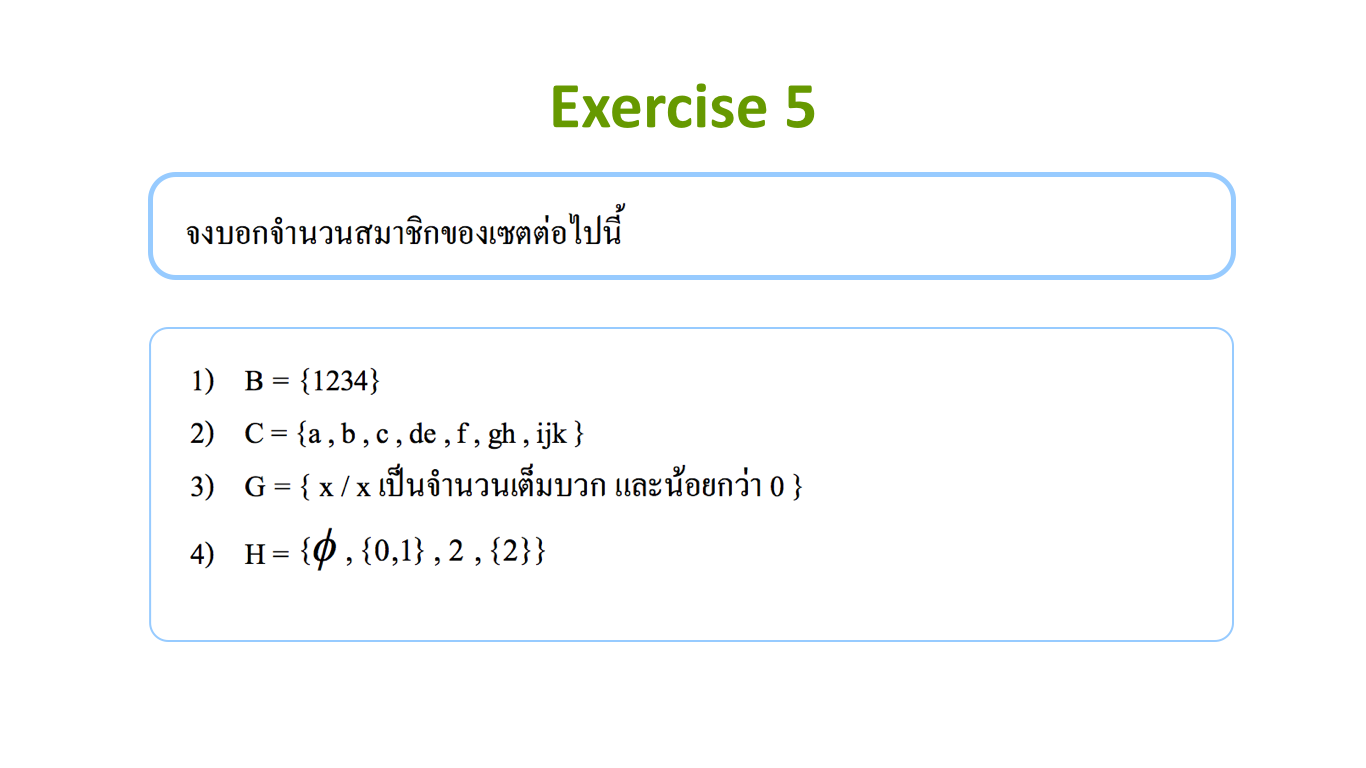 Exercise 5
จงบอกจำนวนสมาชิกของเซตต่อไปนี้
1) B = {1234}
2) C = {a , b , c , de , f , gh , ijk }
3) G = { x / x เป็นจำนวนเต็มบวก และน้อยกว่า 0 }
4) H = {ϕ , {0,1} , 2 , {2}}